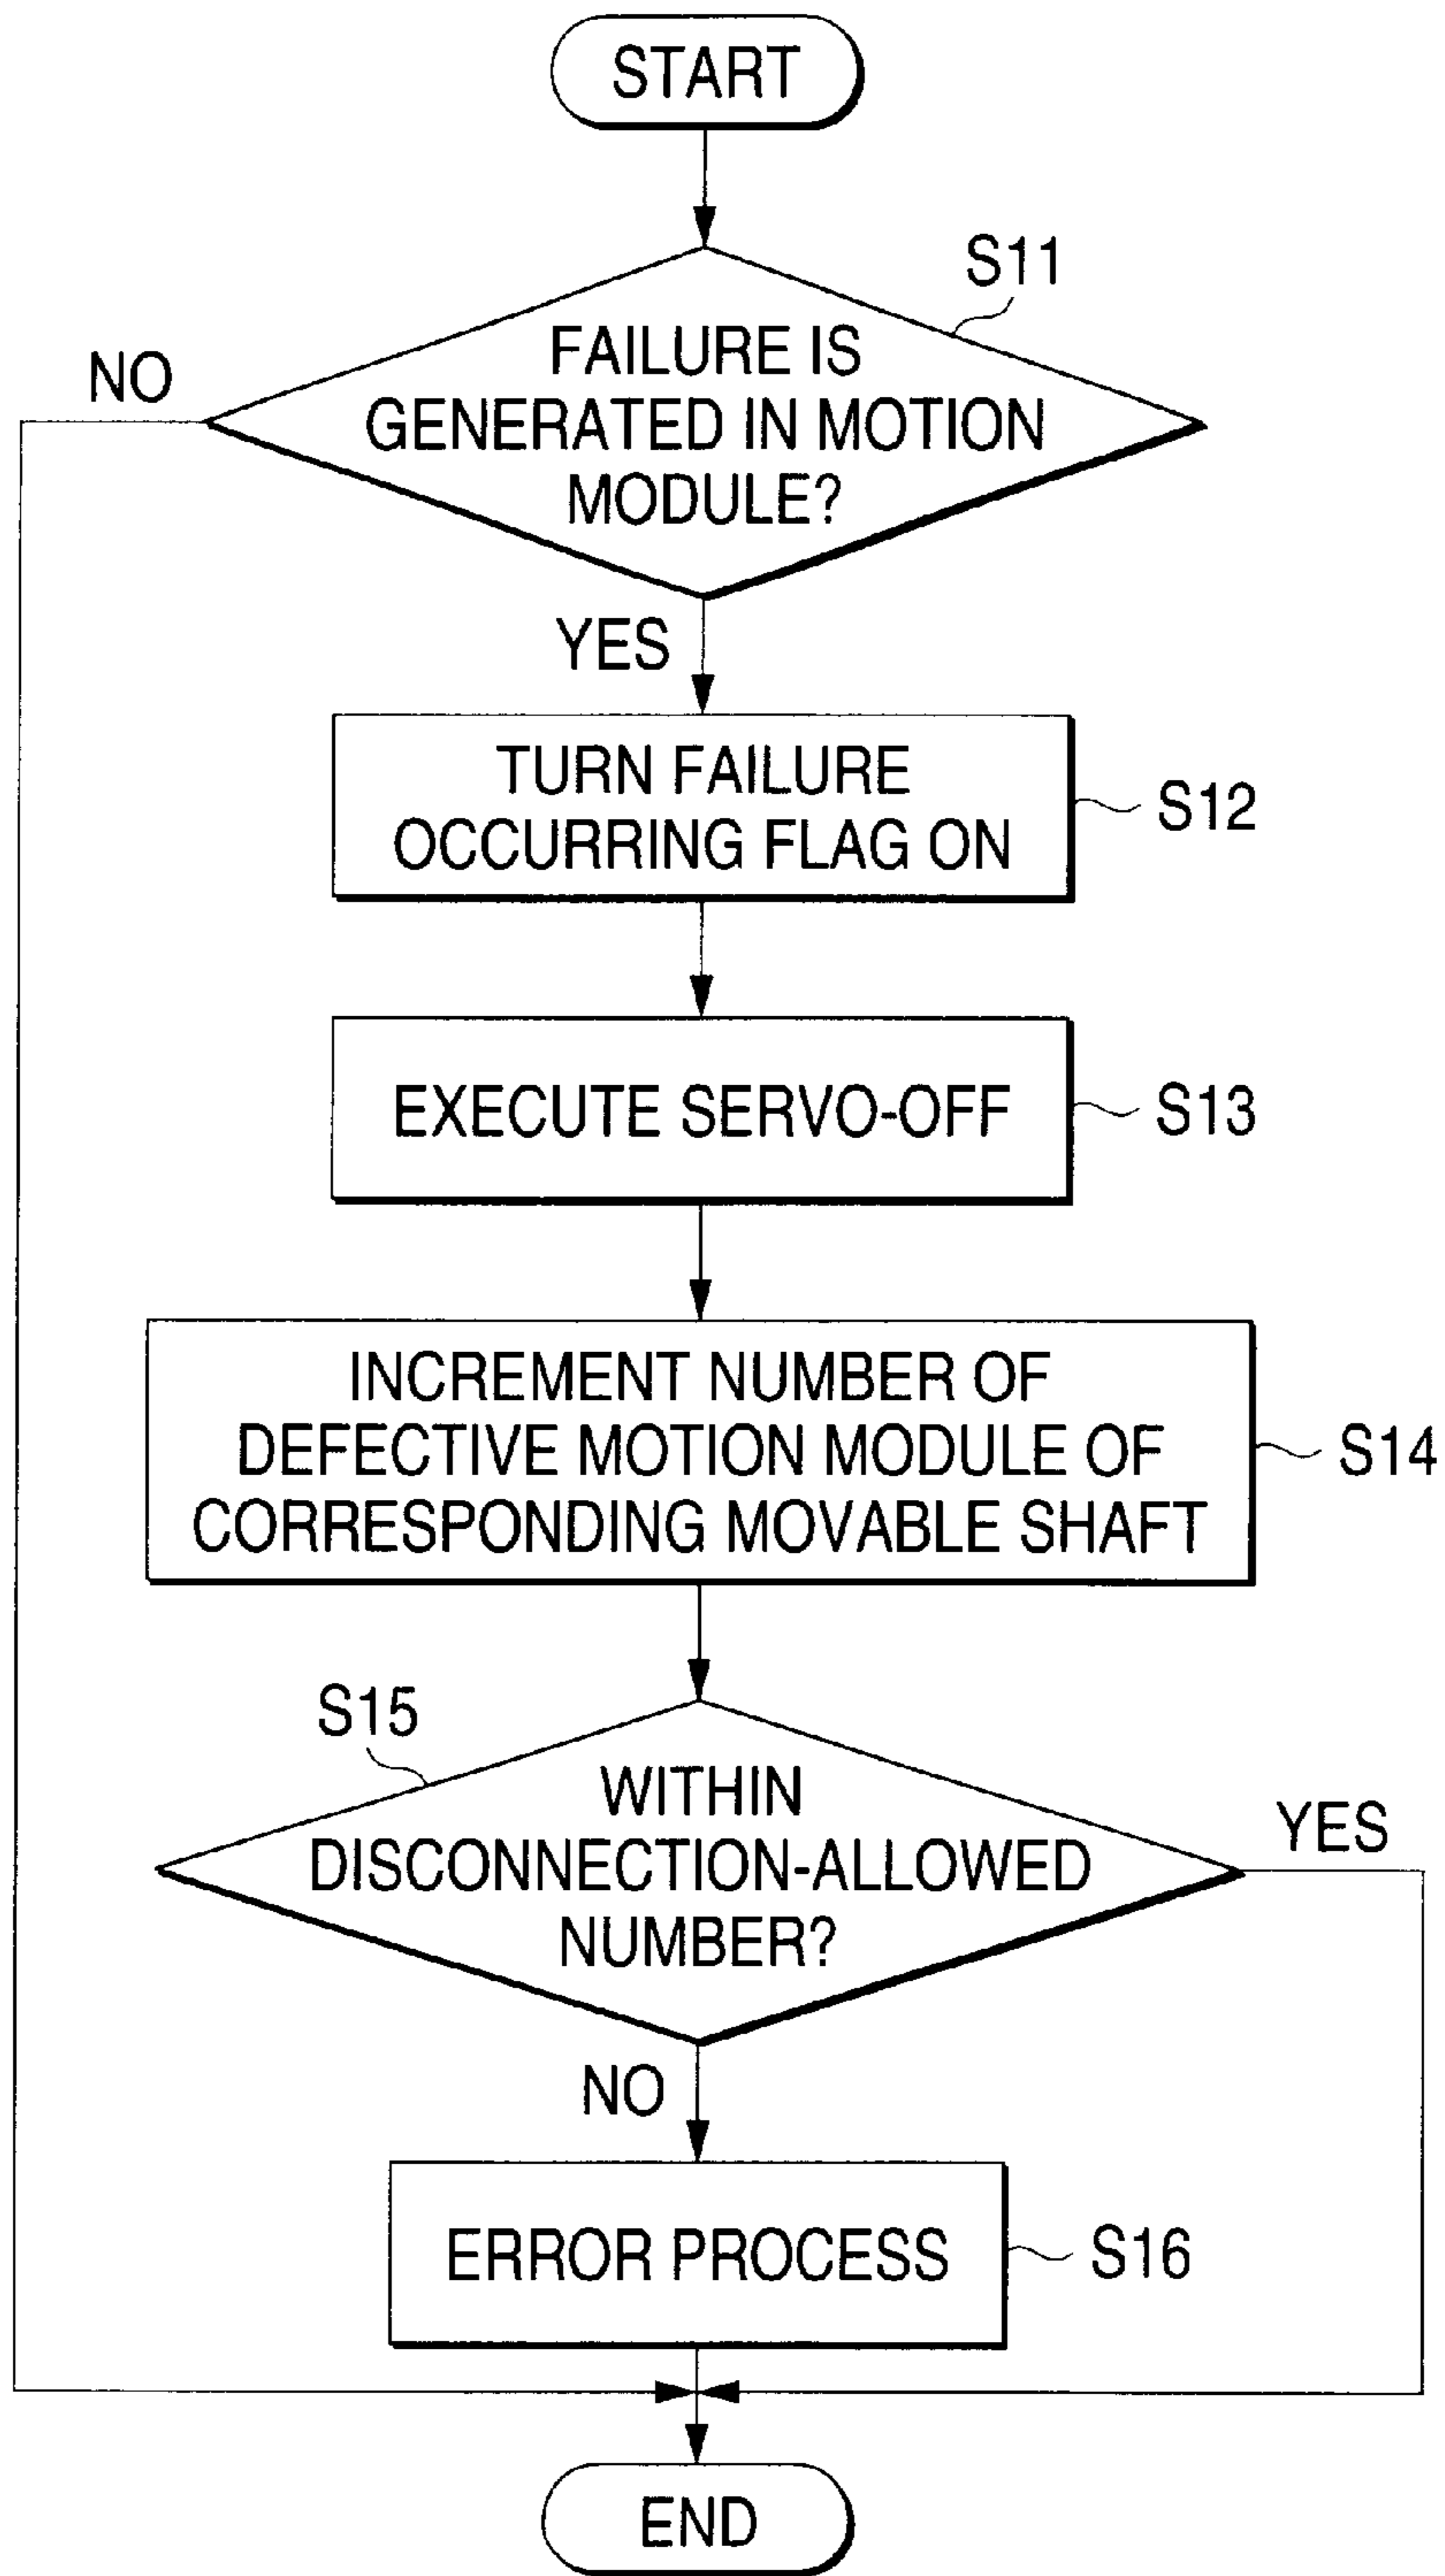 START
S11
FAILURE IS
GENERATED IN MOTION
MODULE?
NO
YES
TURN FAILURE
OCCURRING FLAG ON
S12
EXECUTE SERVO-OFF
S13
INCREMENT NUMBER OF
DEFECTIVE MOTION MODULE OF
CORRESPONDING MOVABLE SHAFT
S14
S15
WITHIN
DISCONNECTION-ALLOWED
NUMBER?
YES
NO
ERROR PROCESS
S16
END